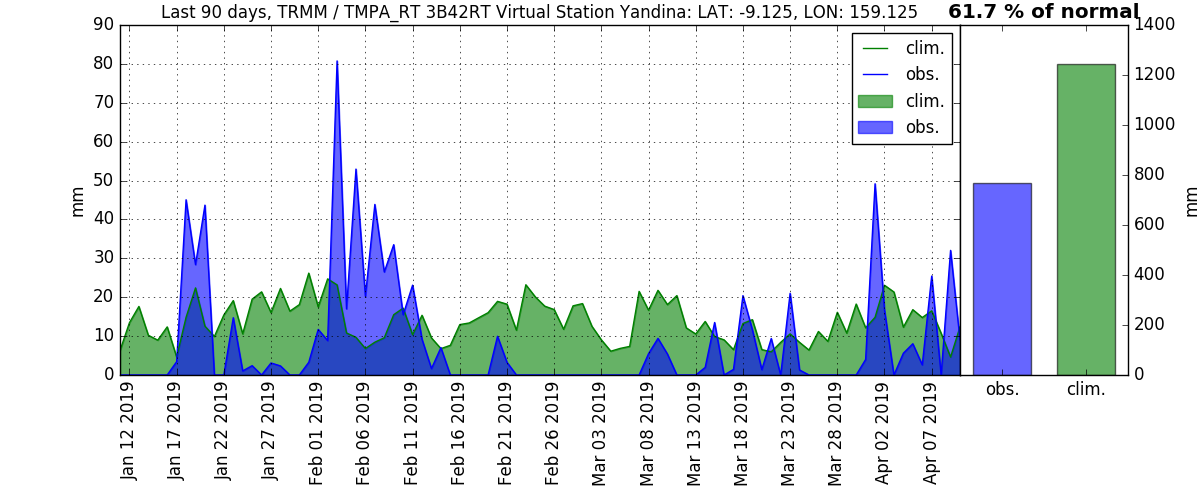 Last 90 days, TRMM / TMPA_RT 3B42RT Virtual Station Yandina: LAT: -9.125, LON: 159.125
61.7 % of normal
90
80
70
60
50
40
30
20
10
0
mm
clim.
obs.
clim.
obs.
1400
1200
1000
800
600
400
200
0
mm
obs.
clim.
Jan 12 2019
Jan 17 2019
Jan 22 2019
Jan 27 2019
Feb 01 2019
Feb 06 2019
Feb 11 2019
Feb 16 2019
Feb 21 2019
Feb 26 2019
Mar 03 2019
Mar 08 2019
Mar 13 2019
Mar 18 2019
Mar 23 2019
Mar 28 2019
Apr 02 2019
Apr 07 2019